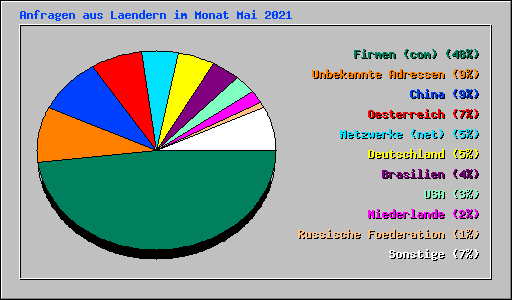 Anfragen aus Laendern im Monat Mai 2021
Firmen (com) (48%)
Unbekannte Adressen (9%)
China (9%)
Oesterreich (7%)
Netzwerke (net) (5%)
Deutschland (5%)
Brasilien (4%)
USA (3%)
Niederlande (2%)
Russische Foederation (1%)
Sonstige (7%)